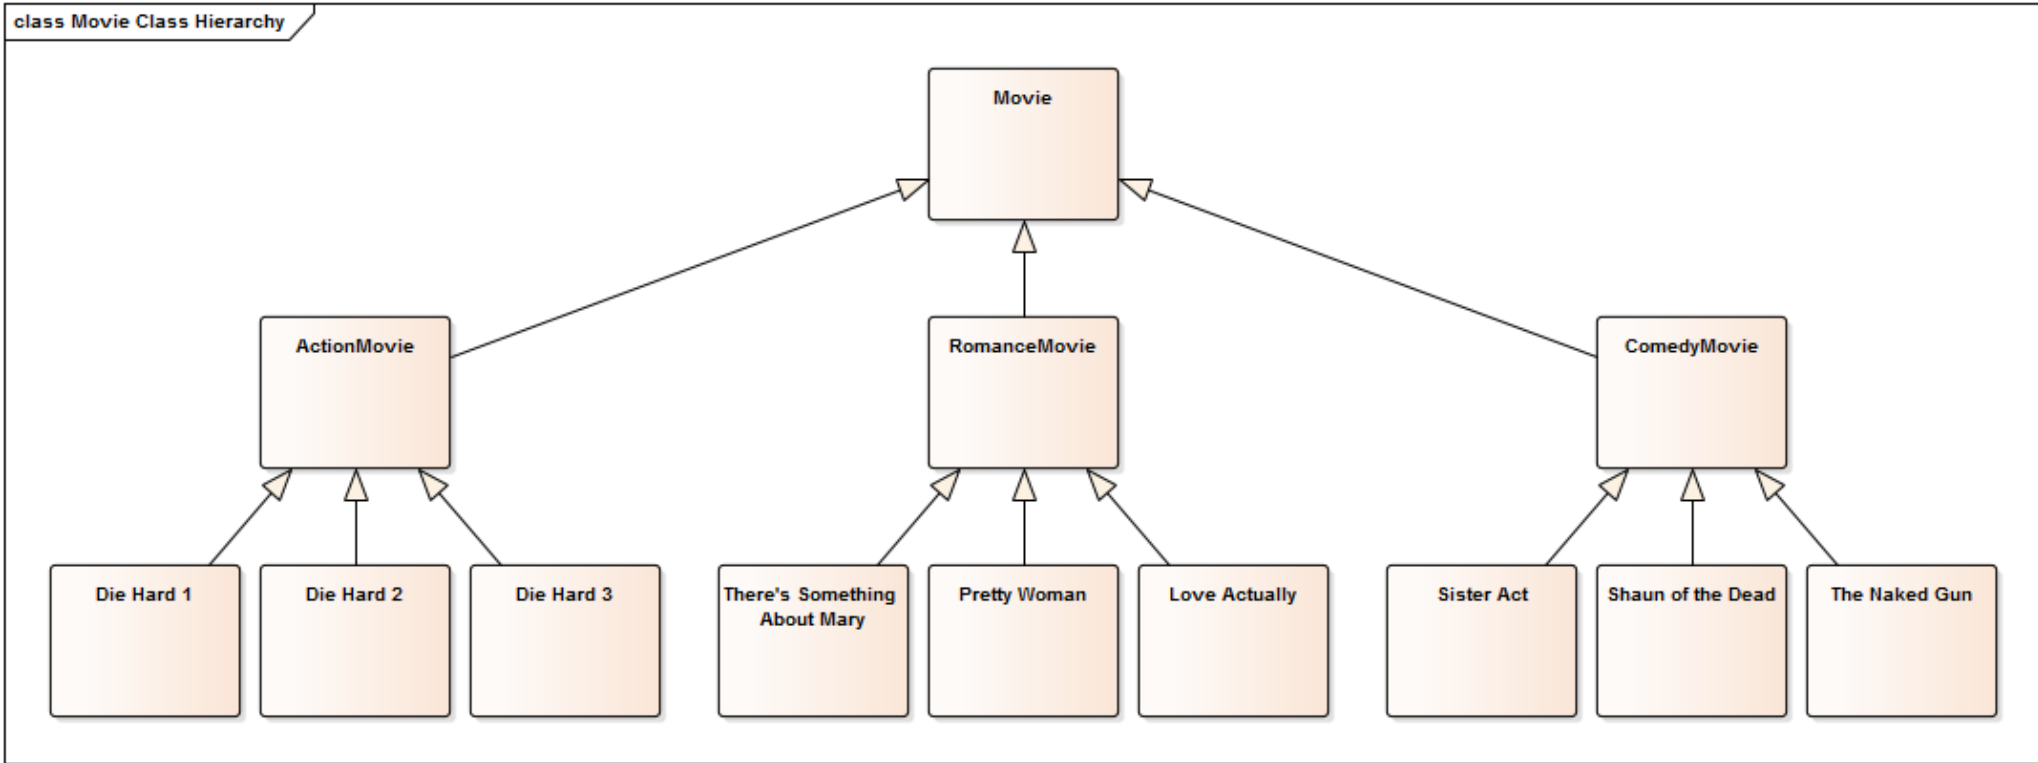 class Movie Class Hierarchy
Movie
ActionMovie
RomanceMovie
ComedyMovie
Die Hard 1
Die Hard 2
Die Hard 3
There's Something
About Mary
Pretty Woman
Love Actually
Sister Act
Shaun of the Dead
The Naked Gun